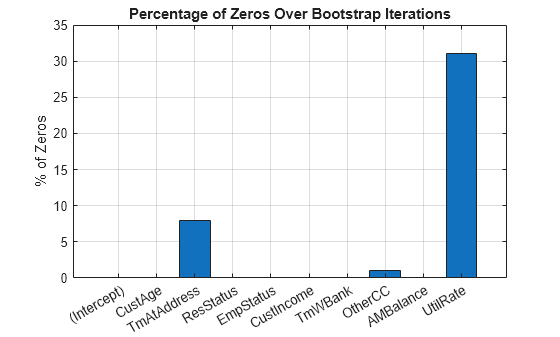 Percentage of Zeros Over Bootstrap Iterations
% of Zeros
35
30
25
20
15
10
5
0
(Intercept)
CustAge
TmAtAddress
ResStatus
EmpStatus
CustIncome
TmWBank
OtherCC
AMBalance
UtilRate